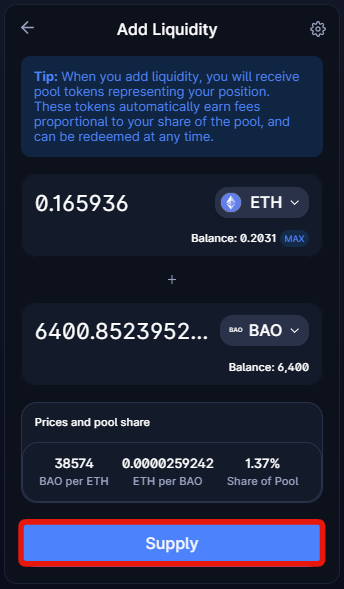 Add Liquidity
Tip: When you add liquidity, you will receive
pool tokens representing your position.
These tokens automatically earn fees
proportional to your share of the pool, and
can be redeemed at any time.
0.165936 ETH
Balance: 0.2031 MAX
+
6400.8523952... BAO BAO
Balance: 6,400
Prices and pool share
38574 0.0000259242 1.37%
BAO per ETH ETH per BAO Share of Pool
Supply